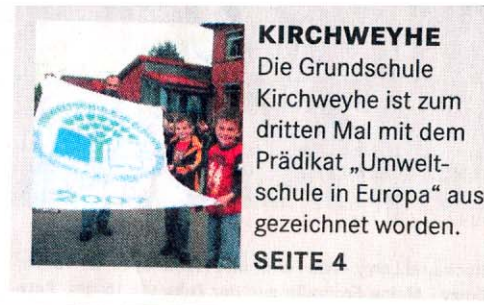 KIRCHWEYHE
Die Grundschule
Kirchweyhe ist zum
dritten Mal mit dem
Prädikat „Umwelt-
schule in Europa“ aus
gezeichnet worden.
SEITE 4